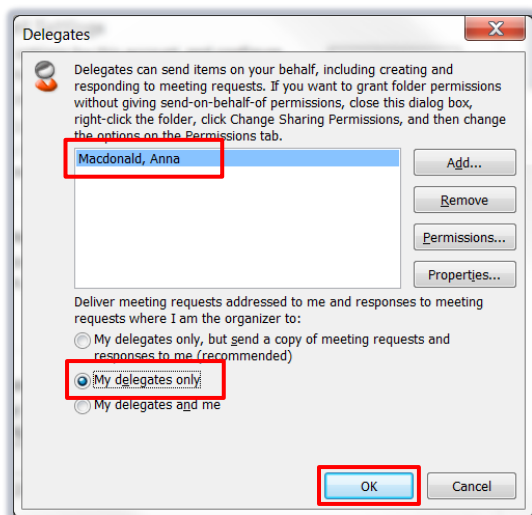 Delegates
Delegates can send items on your behalf, including creating and
responding to meeting requests. If you want to grant folder permissions
without giving send-on-behalf-of permissions, close this dialog box,
right-click the folder, click Change Sharing Permissions, and then change
the options on the Permissions tab.
Macdonald, Anna
Add...
Remove
Permissions...
Properties...
Deliver meeting requests addressed to me and responses to meeting
requests where I am the organizer to:
My delegates only, but send a copy of meeting requests and
responses to me (recommended)
My delegates only
My delegates and me
OK
Cancel